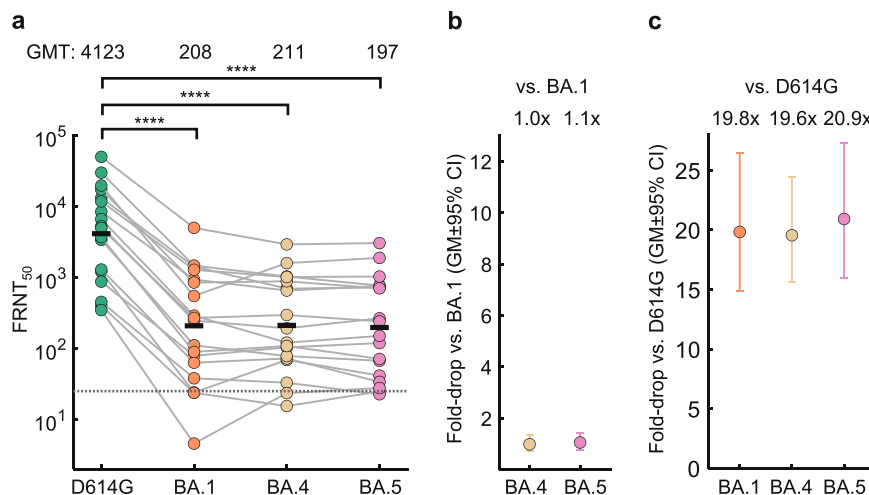 a
GMT: 4123 208 211 197
****
****
****
FRNT50
10^5
10^4
10^3
10^2
10^1
D614G BA.1 BA.4 BA.5
b
vs. BA.1
1.0x 1.1x
Fold-drop vs. BA.1 (GM±95% CI)
12
10
8
6
4
2
BA.4 BA.5
c
vs. D614G
19.8x 19.6x 20.9x
Fold-drop vs. D614G (GM±95% CI)
25
20
15
10
5
0
BA.1 BA.4 BA.5